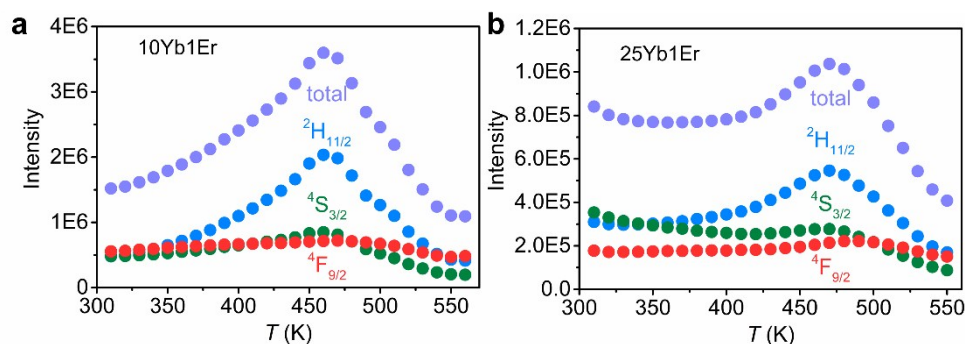 a
10Yb1Er
4E6
3E6
2E6
1E6
0
Intensity
total
²H₁₁/₂
⁴S₃/₂
⁴F₉/₂
300 350 400 450 500 550
T (K)
b
25Yb1Er
1.2E6
1.0E6
8.0E5
6.0E5
4.0E5
2.0E5
0.0
Intensity
total
²H₁₁/₂
⁴S₃/₂
⁴F₉/₂
300 350 400 450 500 550
T (K)